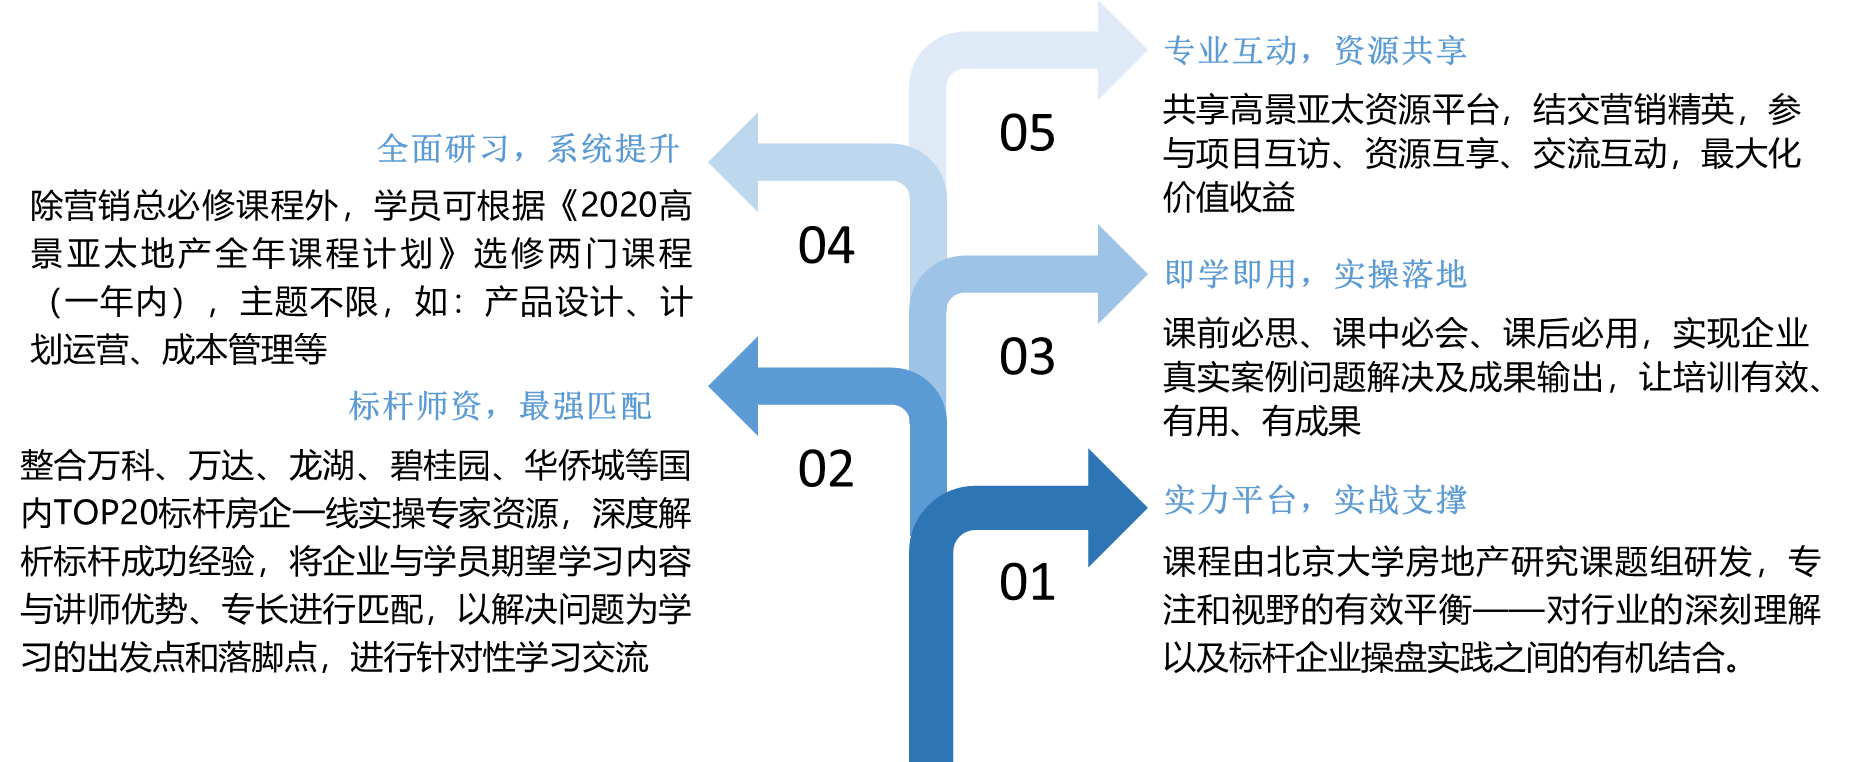 专业互动，资源共享
共享高景亚太资源平台，结交营销精英，参
与项目互访、资源互享、交流互动，最大化
价值收益
05
全面研习，系统提升
除营销总必修课程外，学员可根据《2020高
景亚太地产全年课程计划》选修两门课程
（一年内），主题不限，如：产品设计、计
划运营、成本管理等
04
即学即用，实操落地
课前必思、课中必会、课后必用，实现企业
真实案例问题解决及成果输出，让培训有效、
有用、有成果
03
标杆师资，最强匹配
整合万科、万达、龙湖、碧桂园、华侨城等国
内TOP20标杆房企一线实操专家资源，深度解
析标杆成功经验，将企业与学员期望学习内容
与讲师优势、专长进行匹配，以解决问题为学
习的出发点和落脚点，进行针对性学习交流
02
实力平台，实战支撑
课程由北京大学房地产研究课题组研发，专
注和视野的有效平衡——对行业的深刻理解
以及标杆企业操盘实践之间的有机结合。
01